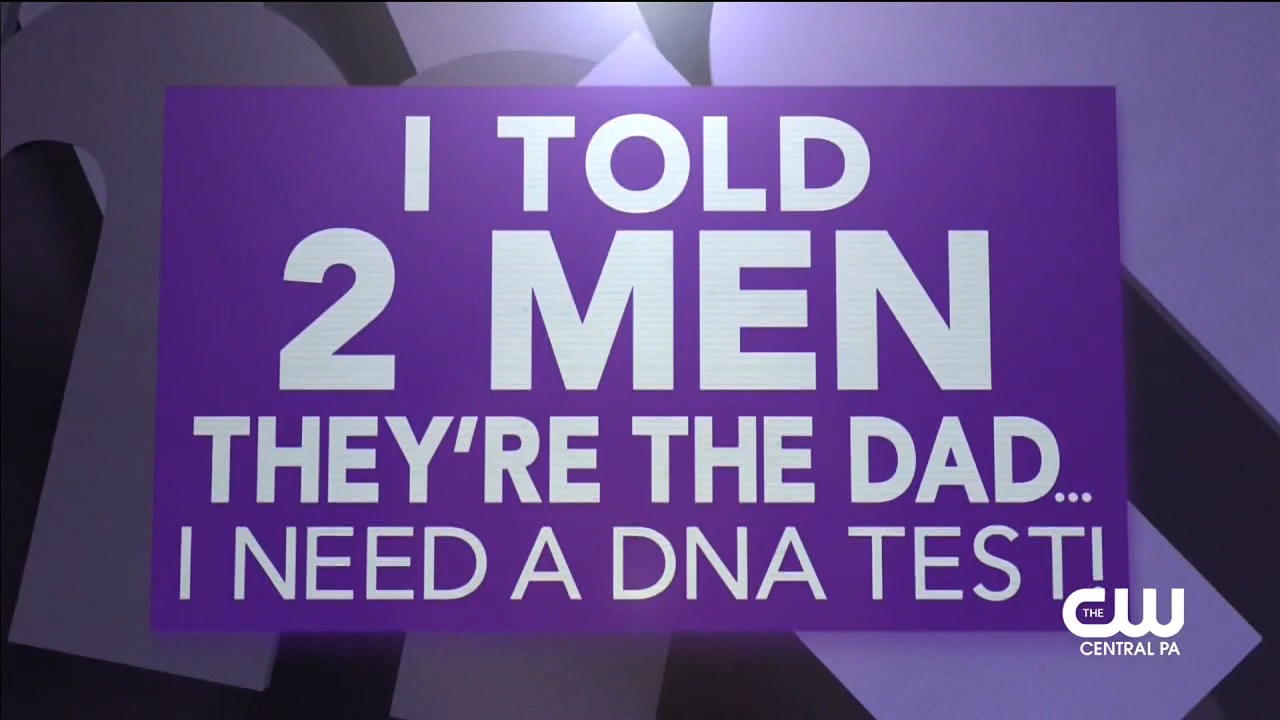 I TOLD
2 MEN
THEY'RE THE DAD...
I NEED A DNA TEST!
THE CW
CENTRAL PA